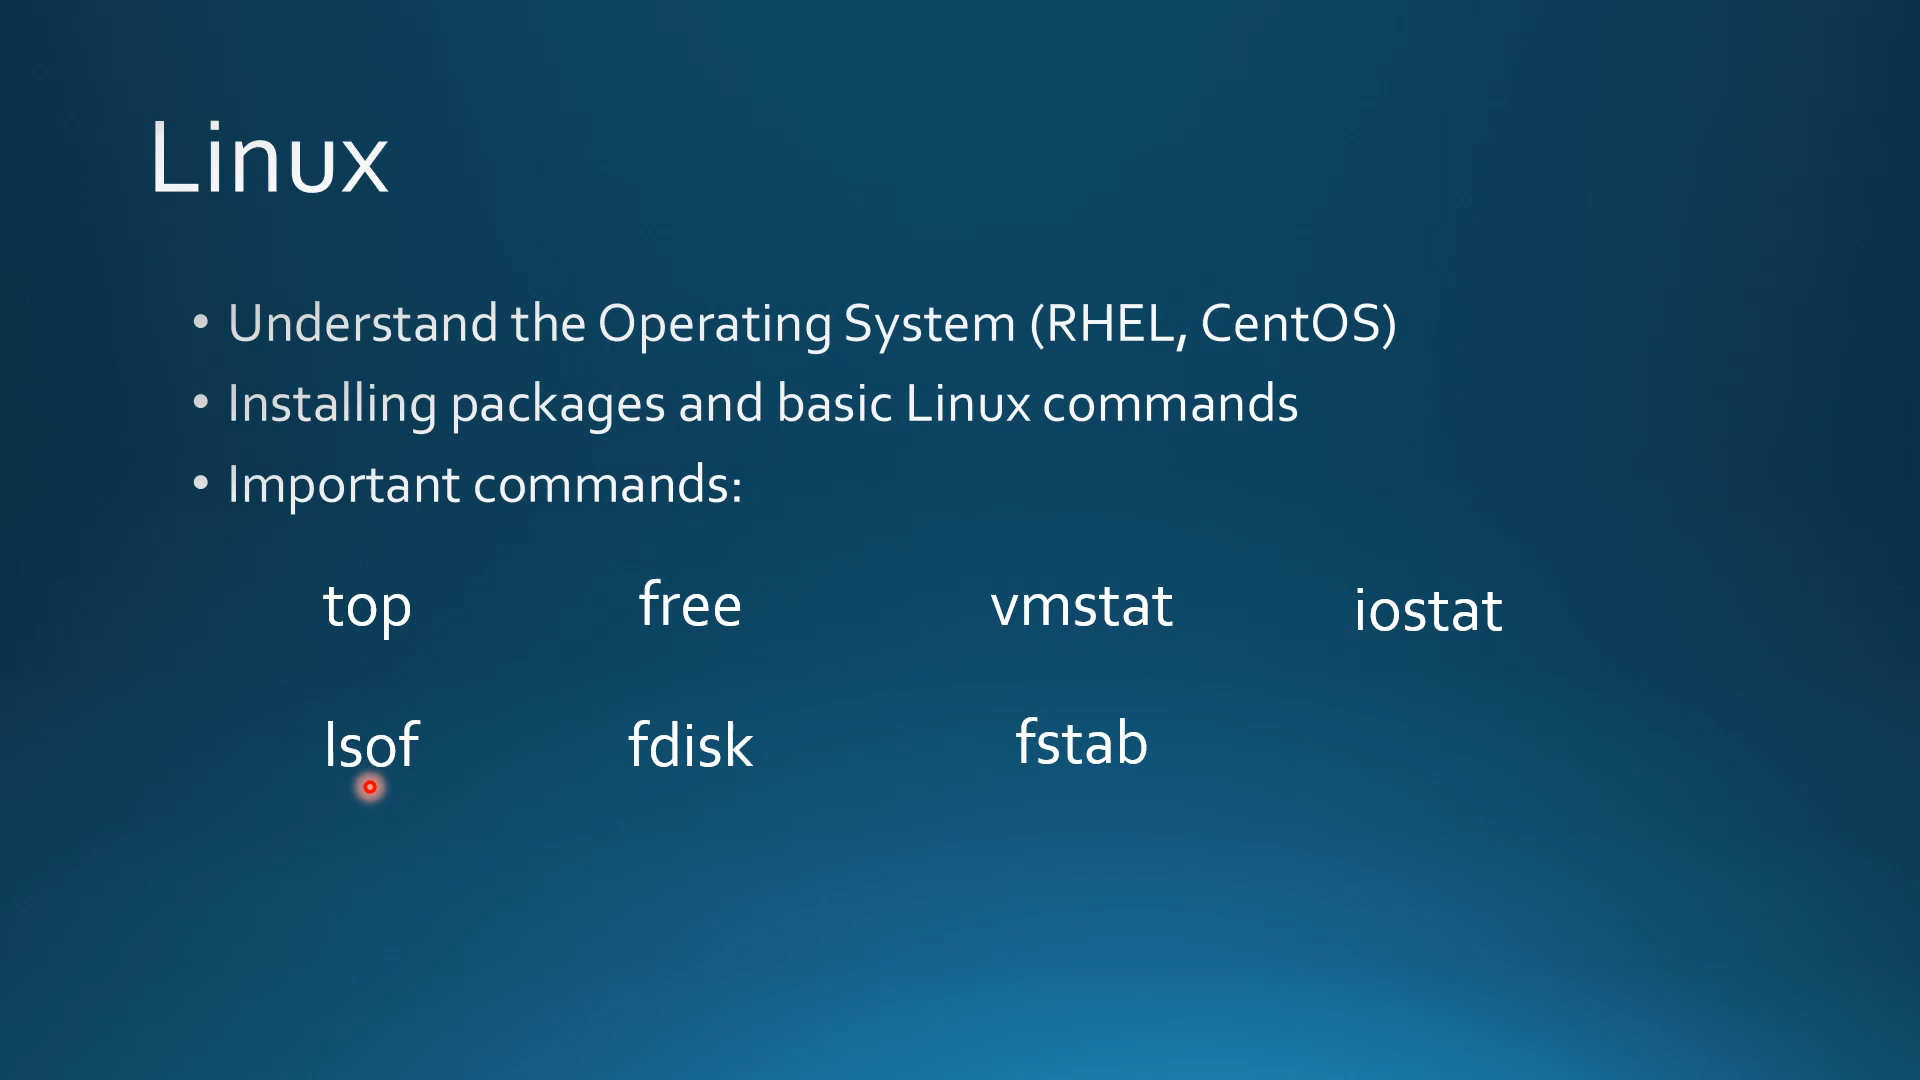 Linux
• Understand the Operating System (RHEL, CentOS)
• Installing packages and basic Linux commands
• Important commands:
top free vmstat iostat
lsof fdisk fstab